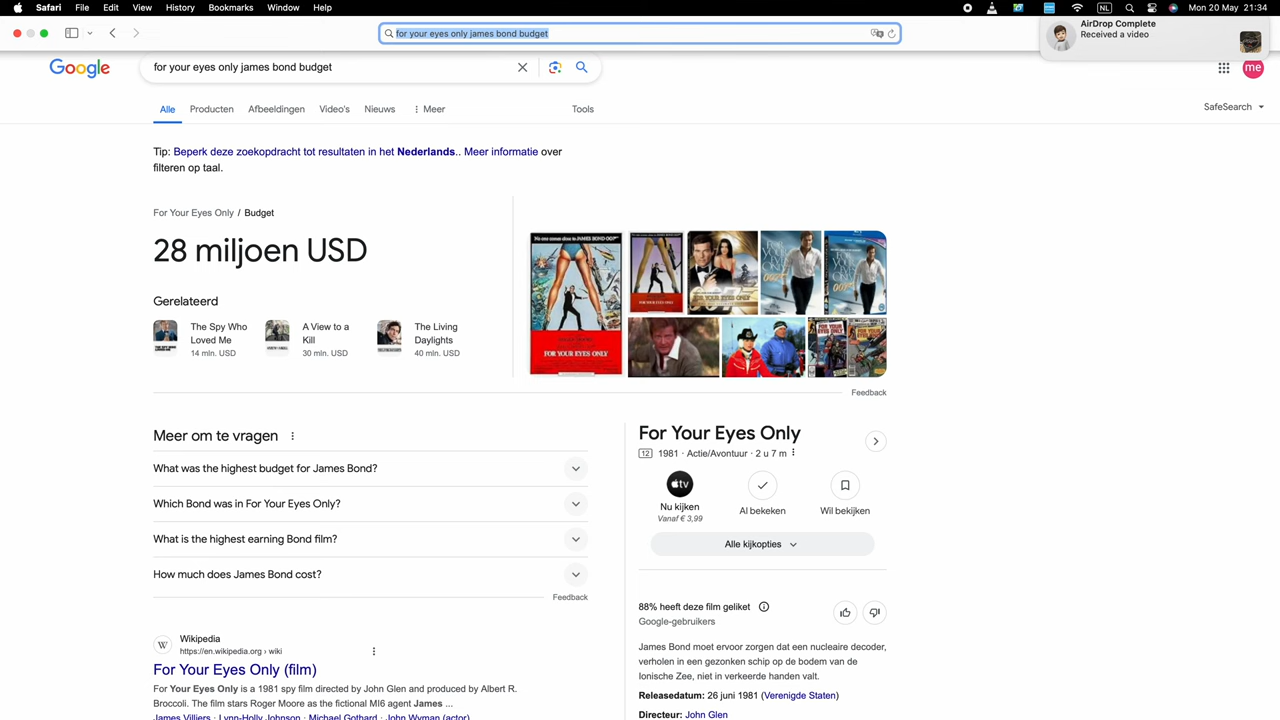 Safari File Edit View History Bookmarks Window Help NL Mon 20 May 21:34
for your eyes only james bond budget
AirDrop Complete
Received a video
Google for your eyes only james bond budget me
Alle Producten Afbeeldingen Video's Nieuws Meer Tools SafeSearch
Tip: Beperk deze zoekopdracht tot resultaten in het Nederlands.. Meer informatie over
filteren op taal.
For Your Eyes Only / Budget
28 miljoen USD
Gerelateerd
The Spy Who
Loved Me
14 mln. USD
A View to a
Kill
30 mln. USD
The Living
Daylights
40 mln. USD
FOR YOUR EYES ONLY
Feedback
Meer om te vragen
What was the highest budget for James Bond?
Which Bond was in For Your Eyes Only?
What is the highest earning Bond film?
How much does James Bond cost?
Feedback
W Wikipedia
https://en.wikipedia.org › wiki
For Your Eyes Only (film)
For Your Eyes Only is a 1981 spy film directed by John Glen and produced by Albert R.
Broccoli. The film stars Roger Moore as the fictional MI6 agent James ...
James Villiers · Lynn-Holly Johnson · Michael Gothard · John Wyman (actor)
For Your Eyes Only
12 1981 · Actie/Avontuur · 2 u 7 m
tv
Nu kijken
Vanaf € 3,99
Al bekeken
Wil bekijken
Alle kijkopties
88% heeft deze film geliket
Google-gebruikers
James Bond moet ervoor zorgen dat een nucleaire decoder,
verholen in een gezonken schip op de bodem van de
Ionische Zee, niet in verkeerde handen valt.
Releasedatum: 26 juni 1981 (Verenigde Staten)
Directeur: John Glen